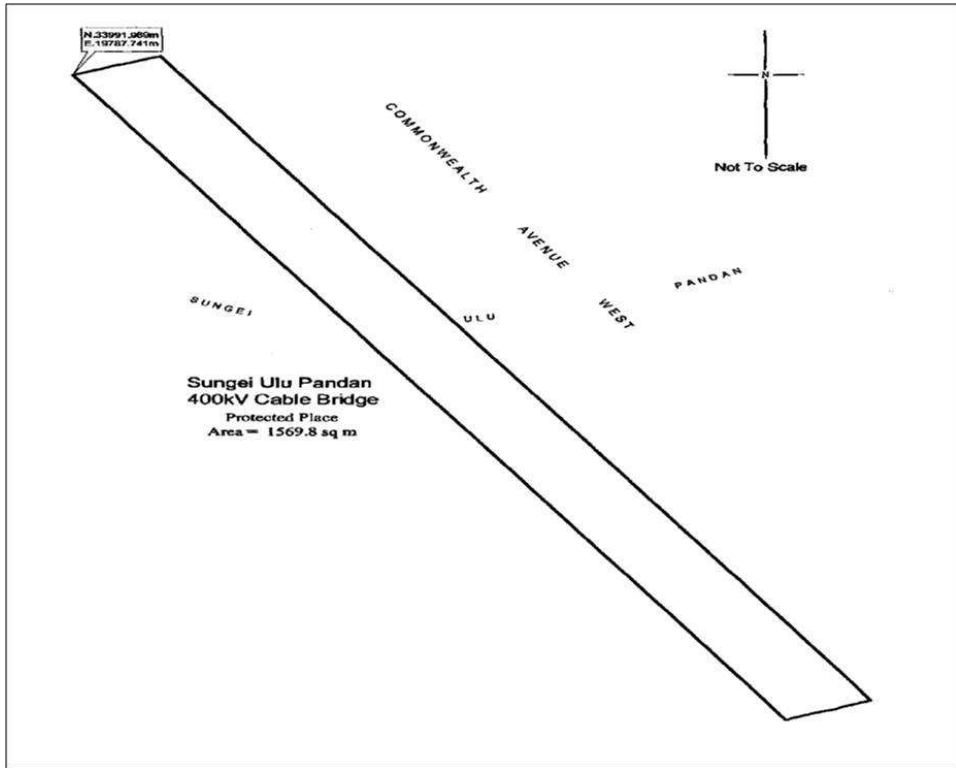 N.33991.989m
E.19787.741m
N
Not To Scale
COMMONWEALTH
AVENUE
WEST
PANDAN
SUNGEI
ULU
Sungei Ulu Pandan
400kV Cable Bridge
Protected Place
Area = 1569.8 sq m